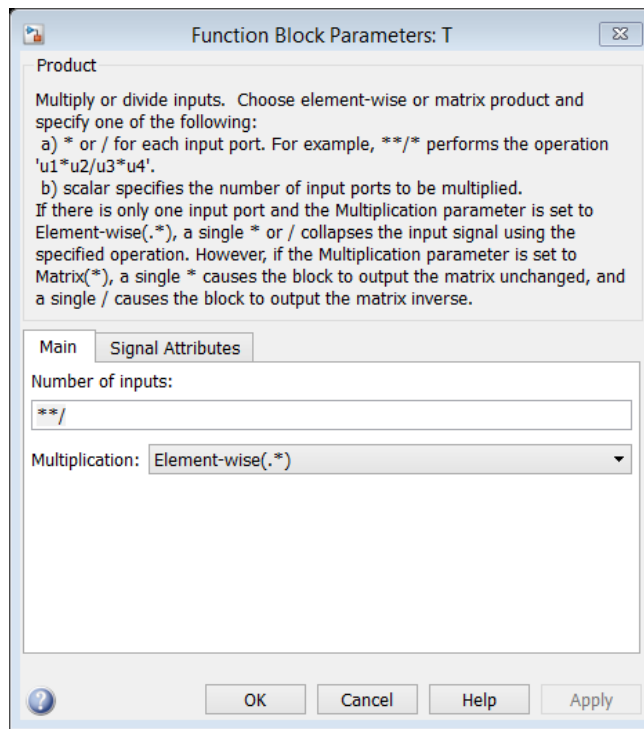 Function Block Parameters: T
Product
Multiply or divide inputs.  Choose element-wise or matrix product and
specify one of the following:
a) * or / for each input port. For example, **/* performs the operation
'u1*u2/u3*u4'.
b) scalar specifies the number of input ports to be multiplied.
If there is only one input port and the Multiplication parameter is set to
Element-wise(.*), a single * or / collapses the input signal using the
specified operation. However, if the Multiplication parameter is set to
Matrix(*), a single * causes the block to output the matrix unchanged, and
a single / causes the block to output the matrix inverse.
Main Signal Attributes
Number of inputs:
**/
Multiplication: Element-wise(.*)
? OK Cancel Help Apply